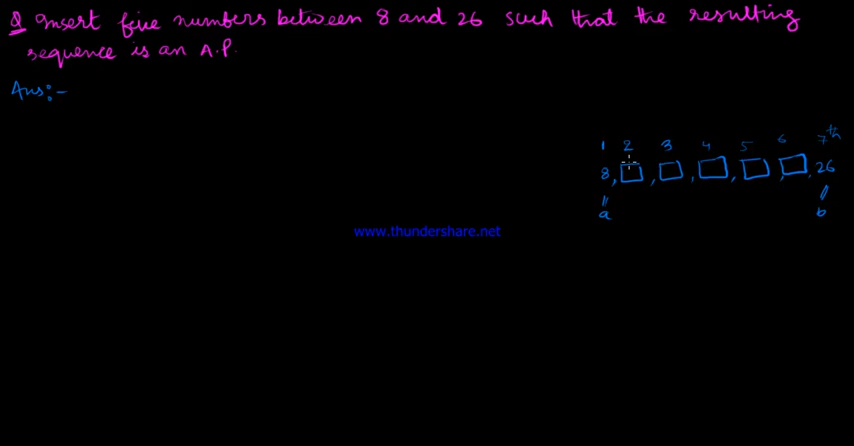 Q Insert five numbers between 8 and 26 such that the resulting
sequence is an A.P.
Ans:-
1 2 3 4 5 6 7th
8, , , , , , 26
a b
www.thundershare.net